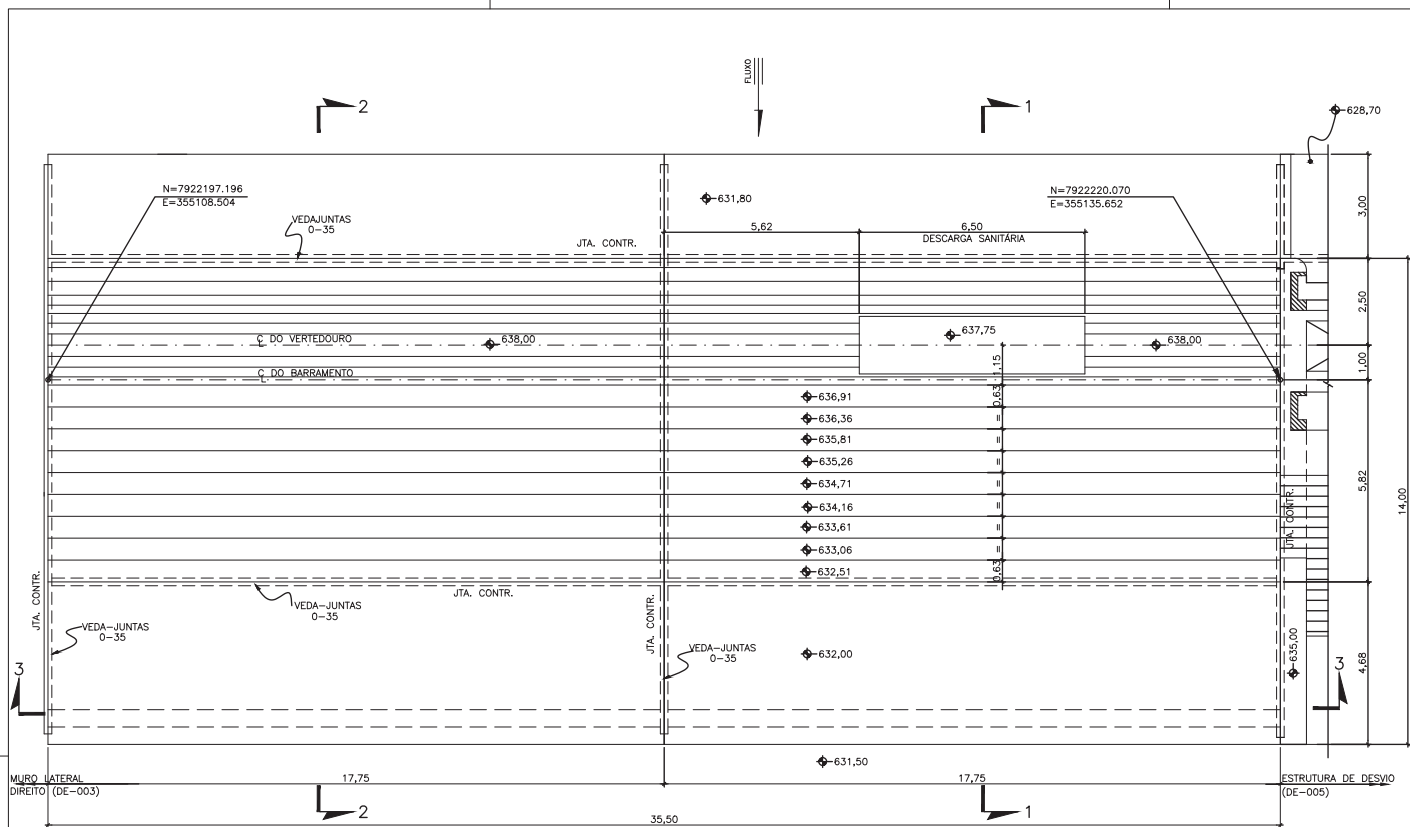 FLUXO
2
1
628,70
N=7922197.196
E=355108.504
N=7922220.070
E=355135.652
631,80
3,00
VEDAJUNTAS
0-35
JTA. CONTR.
5,62
6,50
DESCARGA SANITÁRIA
2,50
637,75
℄ DO VERTEDOURO
638,00
638,00
1,00
1,15
℄ DO BARRAMENTO
0,63
636,91
=
636,36
=
635,81
=
635,26
=
634,71
=
634,16
=
633,61
=
633,06
0,63
632,51
5,82
14,00
JTA. CONTR.
JTA. CONTR.
VEDA-JUNTAS
0-35
JTA. CONTR.
VEDA-JUNTAS
0-35
JTA. CONTR.
VEDA-JUNTAS
0-35
632,00
635,00
4,68
3
3
631,50
MURO LATERAL
DIREITO (DE-003)
17,75
17,75
ESTRUTURA DE DESVIO
(DE-005)
2
1
35,50